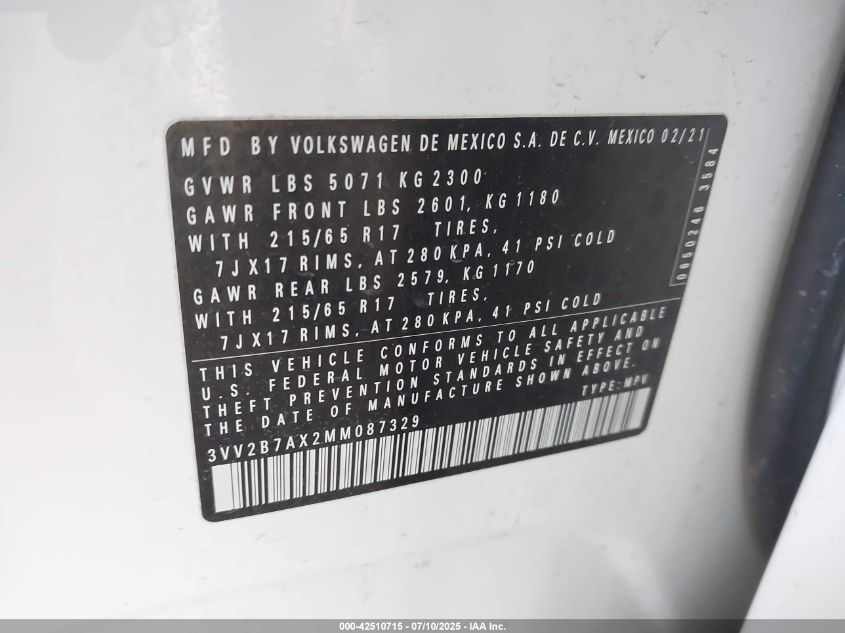 MFD BY VOLKSWAGEN DE MEXICO S.A. DE C.V. MEXICO 02/21
GVWR LBS 5071 KG 2300
GAWR FRONT LBS 2601, KG 1180
WITH 215/65 R17 TIRES,
7JX17 RIMS, AT 280 KPA, 41 PSI COLD
GAWR REAR LBS 2579, KG 1170
WITH 215/65 R17 TIRES,
7JX17 RIMS, AT 280 KPA, 41 PSI COLD
0650246 3584
THIS VEHICLE CONFORMS TO ALL APPLICABLE
U.S. FEDERAL MOTOR VEHICLE SAFETY AND
THEFT PREVENTION STANDARDS IN EFFECT ON
THE DATE OF MANUFACTURE SHOWN ABOVE.
TYPE:MPV
3VV2B7AX2MM087329
000-42510715 - 07/10/2025 - IAA Inc.